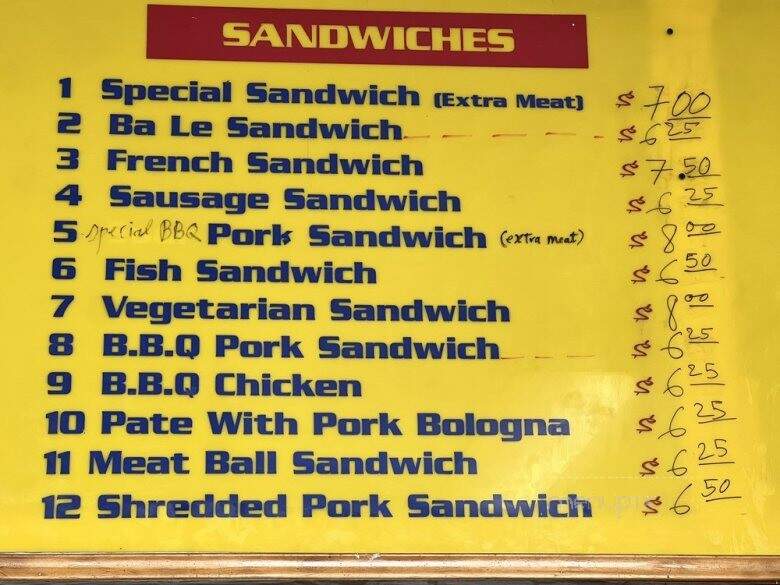 SANDWICHES
1 Special Sandwich (Extra Meat) $ 7 00
2 Ba Le Sandwich $ 6 25
3 French Sandwich $ 7.50
4 Sausage Sandwich $ 6 25
5 special BBQ Pork Sandwich (extra meat) $ 8 00
6 Fish Sandwich $ 6 50
7 Vegetarian Sandwich $ 8 00
8 B.B.Q Pork Sandwich $ 6 25
9 B.B.Q Chicken $ 6 25
10 Pate With Pork Bologna $ 6 25
11 Meat Ball Sandwich $ 6 25
12 Shredded Pork Sandwich $ 6 50